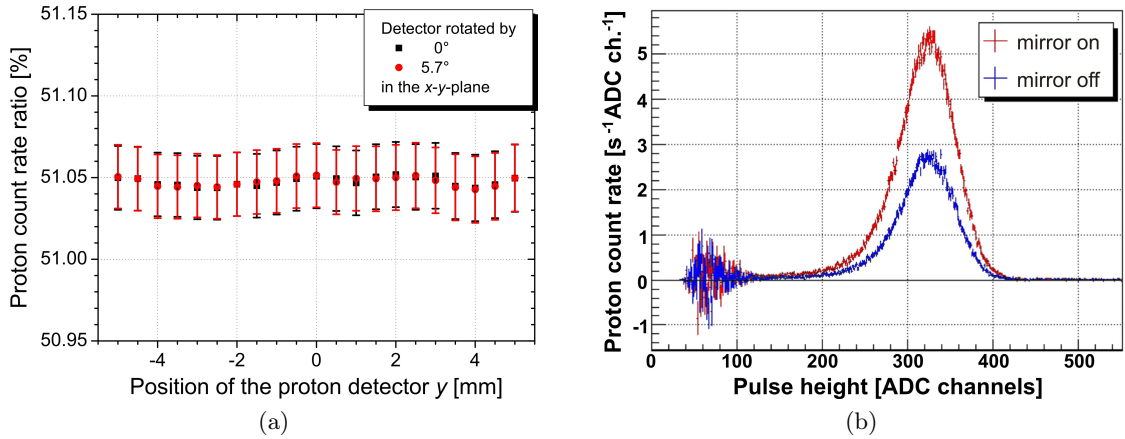 51.15
51.10
51.05
51.00
50.95
Proton count rate ratio [%]
Detector rotated by
0°
5.7°
in the x-y-plane
-4 -2 0 2 4
Position of the proton detector y [mm]
(a)
5
4
3
2
1
0
-1
Proton count rate [s⁻¹ ADC ch.⁻¹]
mirror on
mirror off
0 100 200 300 400 500
Pulse height [ADC channels]
(b)